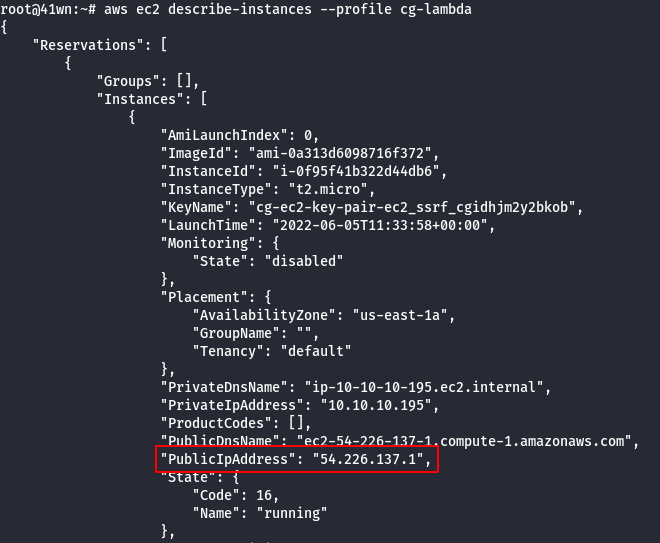 root@41wn:~# aws ec2 describe-instances --profile cg-lambda
{
    "Reservations": [
        {
            "Groups": [],
            "Instances": [
                {
                    "AmiLaunchIndex": 0,
                    "ImageId": "ami-0a313d6098716f372",
                    "InstanceId": "i-0f95f41b322d44db6",
                    "InstanceType": "t2.micro",
                    "KeyName": "cg-ec2-key-pair-ec2_ssrf_cgidhjm2y2bkob",
                    "LaunchTime": "2022-06-05T11:33:58+00:00",
                    "Monitoring": {
                        "State": "disabled"
                    },
                    "Placement": {
                        "AvailabilityZone": "us-east-1a",
                        "GroupName": "",
                        "Tenancy": "default"
                    },
                    "PrivateDnsName": "ip-10-10-10-195.ec2.internal",
                    "PrivateIpAddress": "10.10.10.195",
                    "ProductCodes": [],
                    "PublicDnsName": "ec2-54-226-137-1.compute-1.amazonaws.com",
                    "PublicIpAddress": "54.226.137.1",
                    "State": {
                        "Code": 16,
                        "Name": "running"
                    },